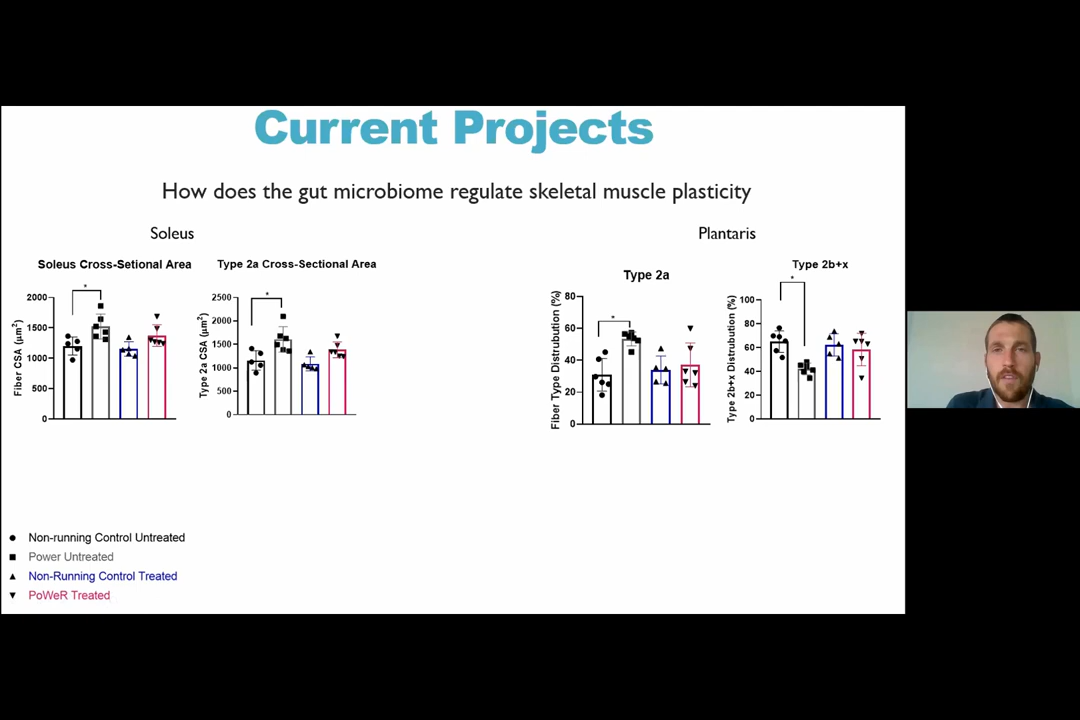 Current Projects
How does the gut microbiome regulate skeletal muscle plasticity
Soleus
Plantaris
Soleus Cross-Setional Area
Fiber CSA (μm²)
2000
1500
1000
500
0
*
Type 2a Cross-Sectional Area
Type 2a CSA (μm²)
2500
2000
1500
1000
500
0
*
Type 2a
Fiber Type Distrubution (%)
80
60
40
20
0
*
Type 2b+x
Type 2b+x Distrubution (%)
100
80
60
40
20
0
*
Non-running Control Untreated
Power Untreated
Non-Running Control Treated
PoWeR Treated